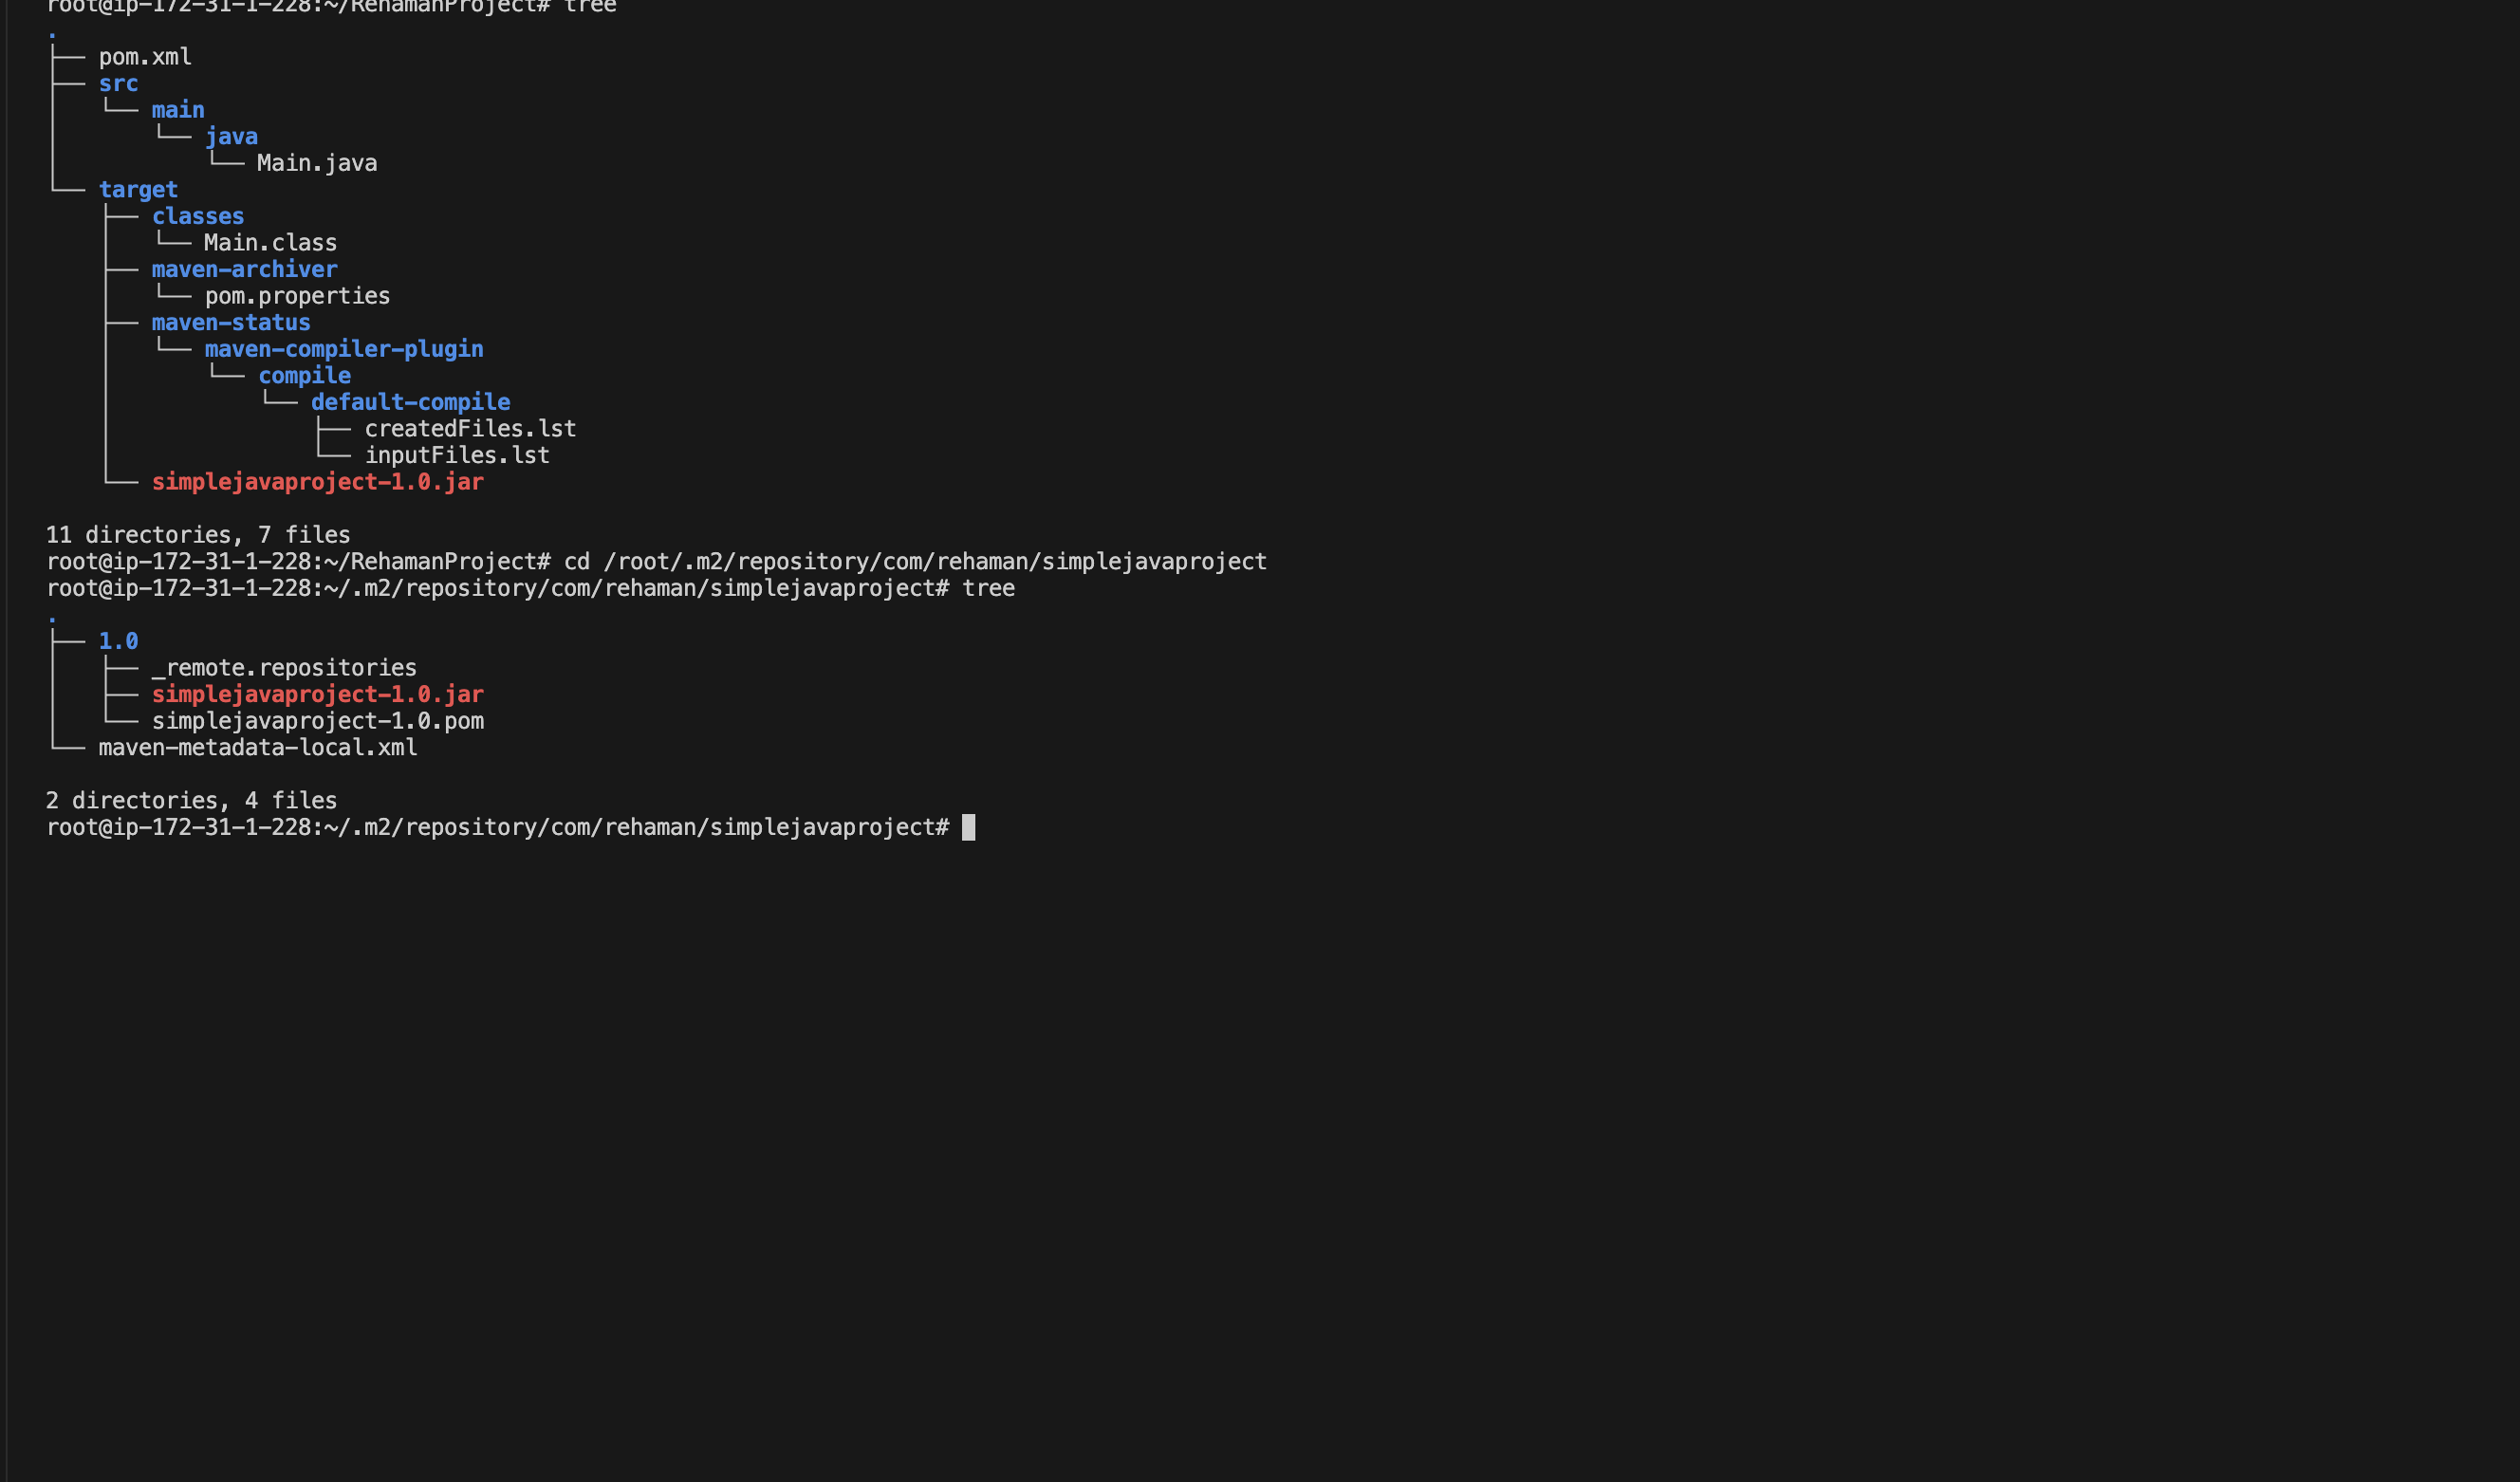 root@ip-172-31-1-228:~/RehamanProject# tree
.
├── pom.xml
├── src
│   └── main
│       └── java
│           └── Main.java
└── target
    ├── classes
    │   └── Main.class
    ├── maven-archiver
    │   └── pom.properties
    ├── maven-status
    │   └── maven-compiler-plugin
    │       └── compile
    │           └── default-compile
    │               ├── createdFiles.lst
    │               └── inputFiles.lst
    └── simplejavaproject-1.0.jar
11 directories, 7 files
root@ip-172-31-1-228:~/RehamanProject# cd /root/.m2/repository/com/rehaman/simplejavaproject
root@ip-172-31-1-228:~/.m2/repository/com/rehaman/simplejavaproject# tree
.
├── 1.0
│   ├── _remote.repositories
│   ├── simplejavaproject-1.0.jar
│   └── simplejavaproject-1.0.pom
└── maven-metadata-local.xml
2 directories, 4 files
root@ip-172-31-1-228:~/.m2/repository/com/rehaman/simplejavaproject#